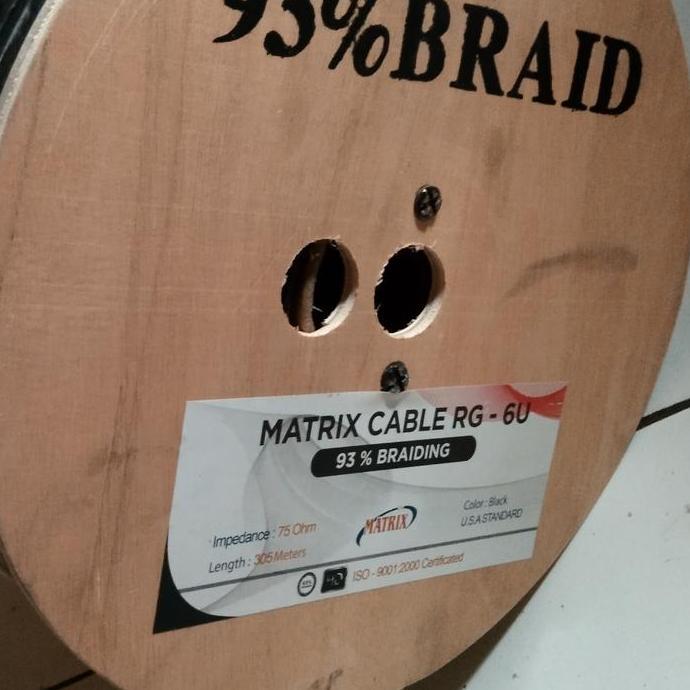 93%BRAID
MATRIX CABLE RG - 6U
93 % BRAIDING
Color : Black
U.S.A STANDARD
MATRIX
Impedance : 75 Ohm
Length : 305 Meters
ISO - 9001:2000 Certificated